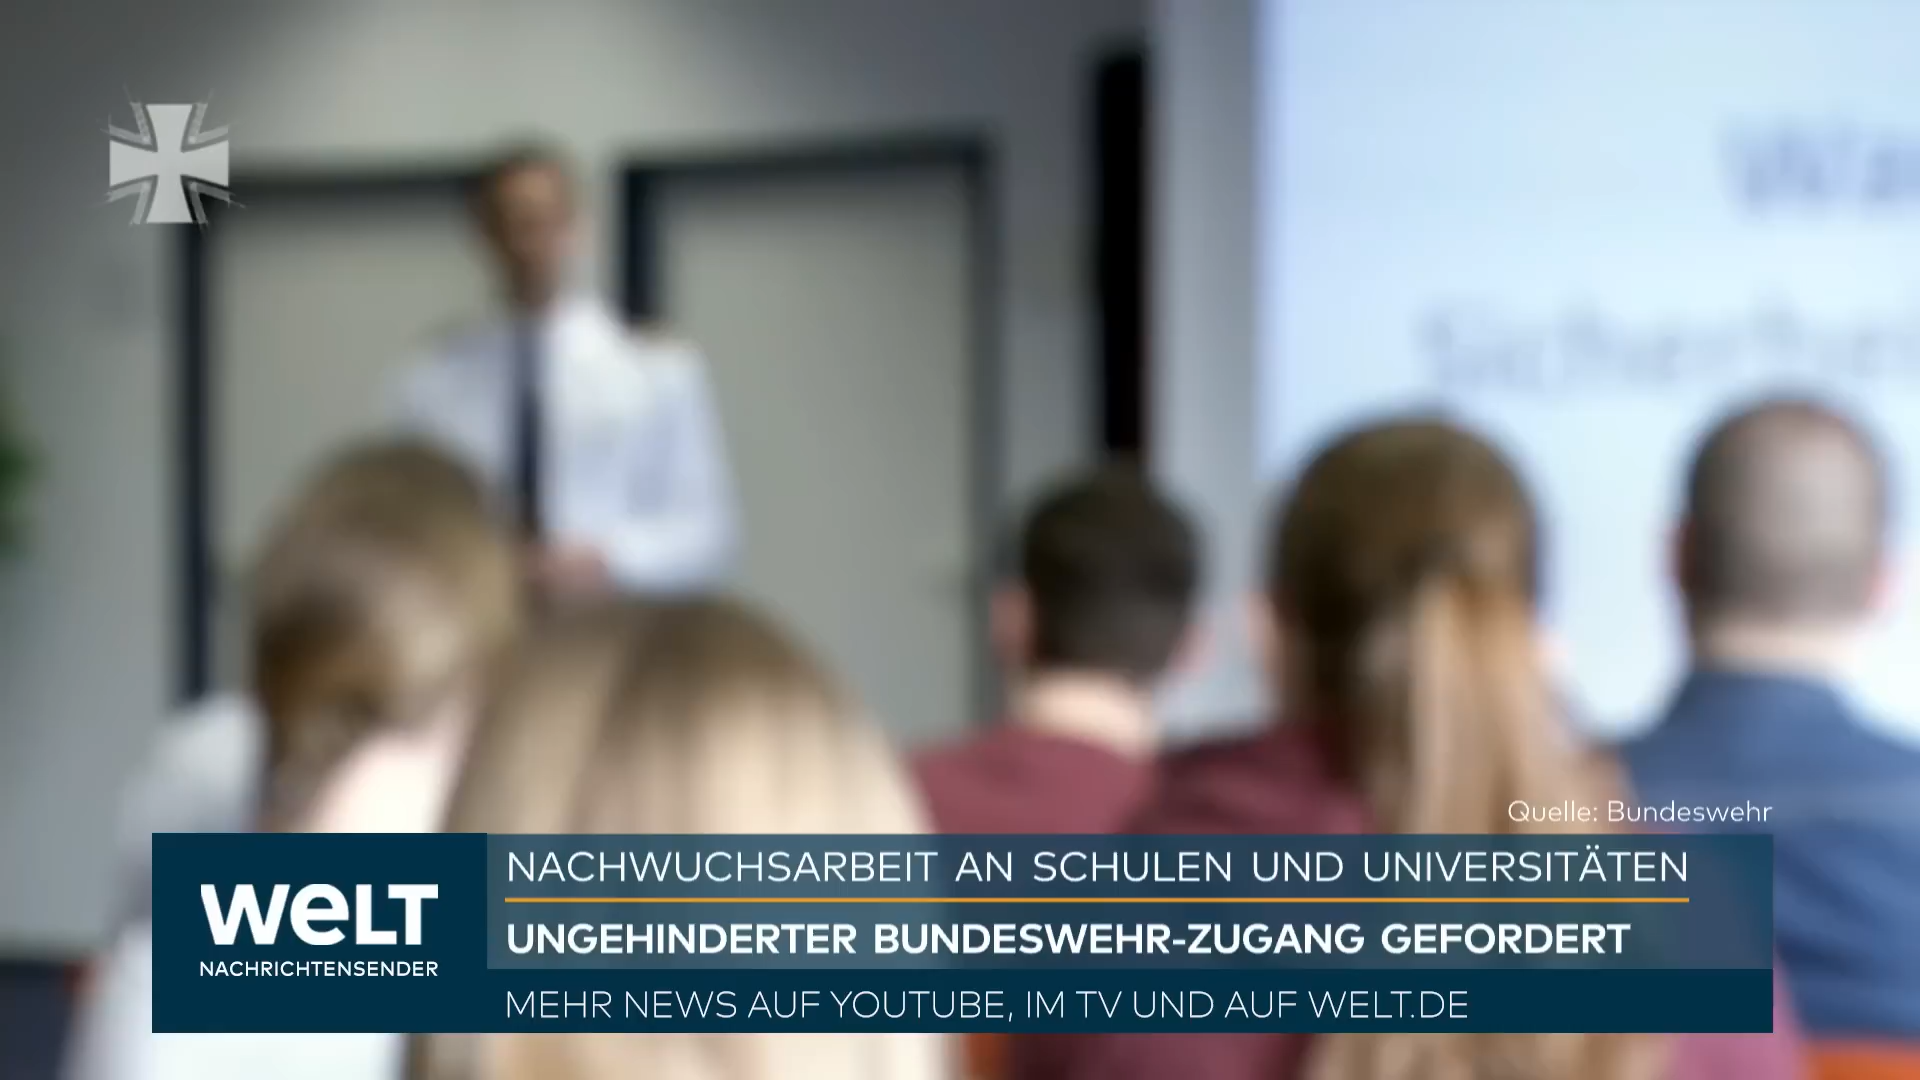 Quelle: Bundeswehr
NACHWUCHSARBEIT AN SCHULEN UND UNIVERSITÄTEN
UNGEHINDERTER BUNDESWEHR-ZUGANG GEFORDERT
WELT
NACHRICHTENSENDER
MEHR NEWS AUF YOUTUBE, IM TV UND AUF WELT.DE